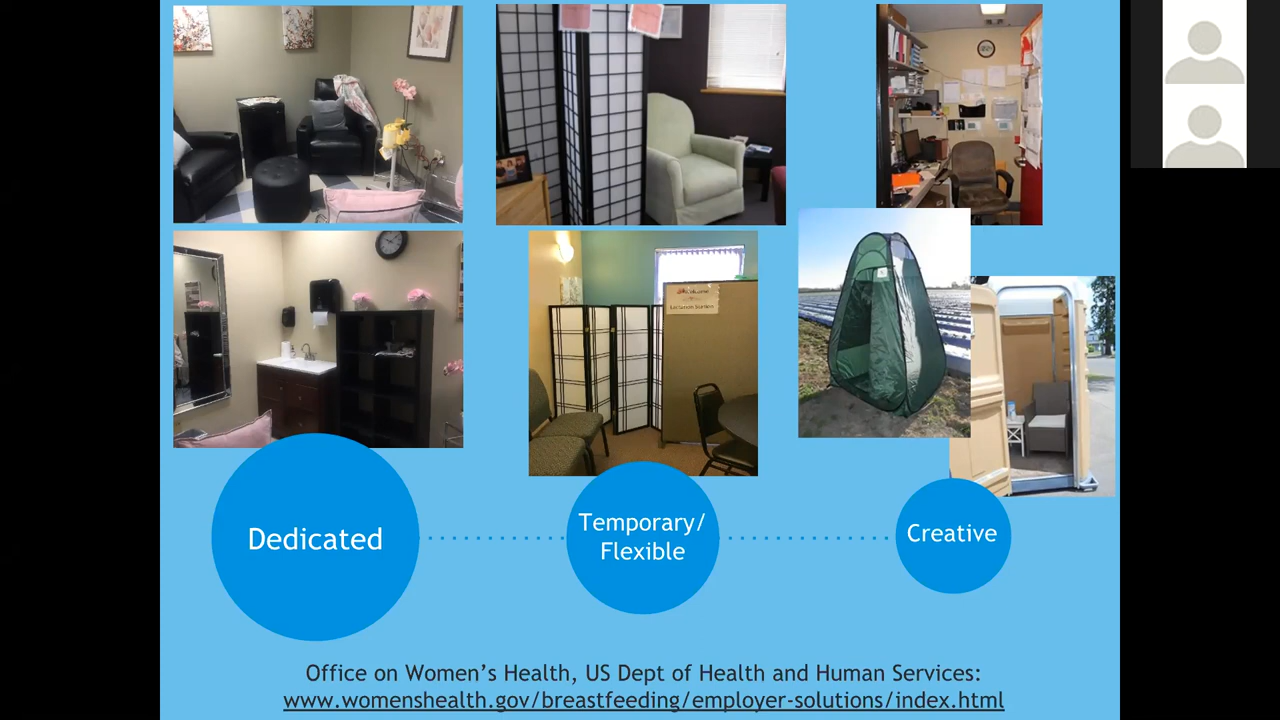 Dedicated
Temporary/
Flexible
Creative
Office on Women's Health, US Dept of Health and Human Services:
www.womenshealth.gov/breastfeeding/employer-solutions/index.html